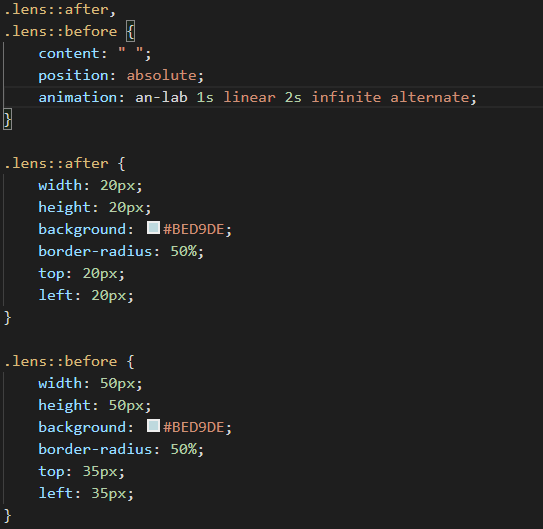 .lens::after,
.lens::before {
    content: " ";
    position: absolute;
    animation: an-lab 1s linear 2s infinite alternate;
}

.lens::after {
    width: 20px;
    height: 20px;
    background: #BED9DE;
    border-radius: 50%;
    top: 20px;
    left: 20px;
}

.lens::before {
    width: 50px;
    height: 50px;
    background: #BED9DE;
    border-radius: 50%;
    top: 35px;
    left: 35px;
}